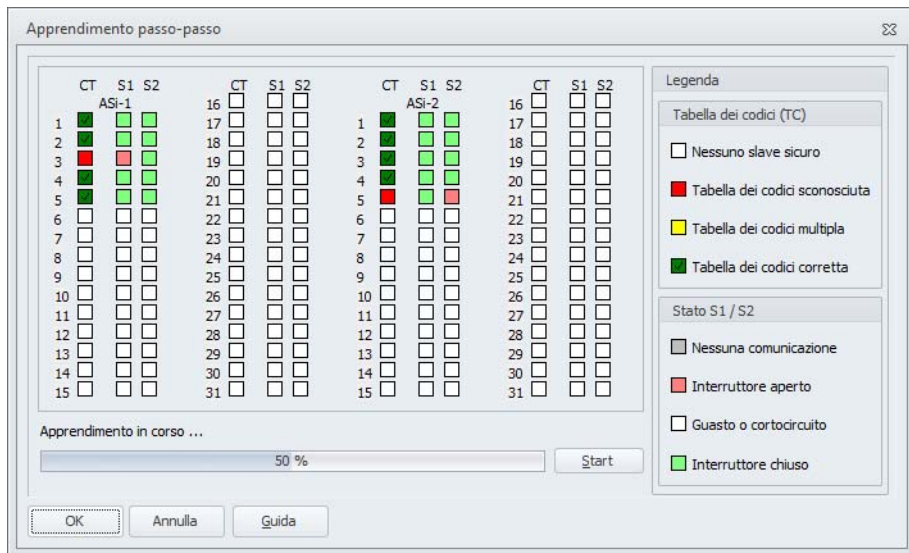 Apprendimento passo-passo
CT S1 S2 CT S1 S2 CT S1 S2 CT S1 S2
ASi-1 16 ASi-2 16
1 17 1 17
2 18 2 18
3 19 3 19
4 20 4 20
5 21 5 21
6 22 6 22
7 23 7 23
8 24 8 24
9 25 9 25
10 26 10 26
11 27 11 27
12 28 12 28
13 29 13 29
14 30 14 30
15 31 15 31
Apprendimento in corso ...
50 %
Start
OK Annulla Guida
Legenda
Tabella dei codici (TC)
Nessuno slave sicuro
Tabella dei codici sconosciuta
Tabella dei codici multipla
Tabella dei codici corretta
Stato S1 / S2
Nessuna comunicazione
Interruttore aperto
Guasto o cortocircuito
Interruttore chiuso